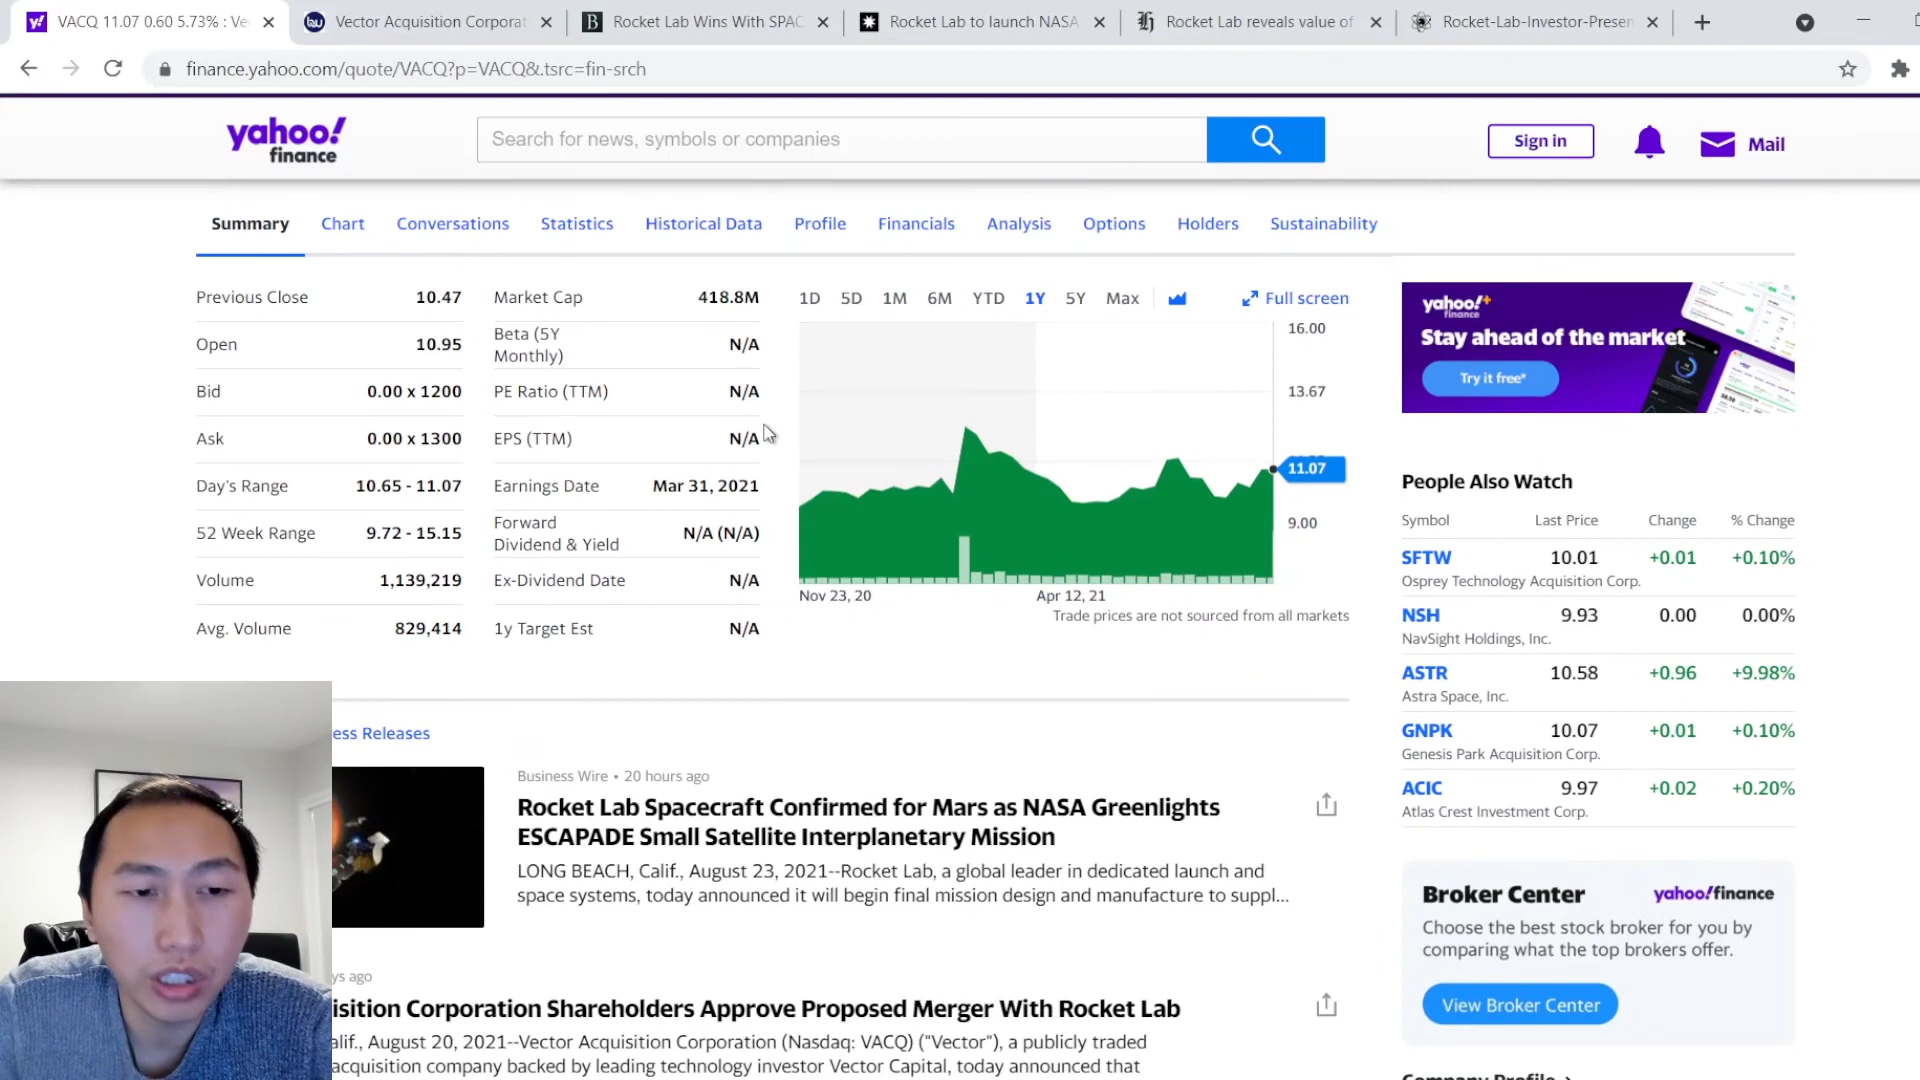 VACQ 11.07 0.60 5.73% : Ve
Vector Acquisition Corporat
Rocket Lab Wins With SPAC
Rocket Lab to launch NASA
Rocket Lab reveals value of
Rocket-Lab-Investor-Presen
finance.yahoo.com/quote/VACQ?p=VACQ&.tsrc=fin-srch
yahoo!
finance
Search for news, symbols or companies
Sign in
Mail
Summary Chart Conversations Statistics Historical Data Profile Financials Analysis Options Holders Sustainability
Previous Close 10.47
Open 10.95
Bid 0.00 x 1200
Ask 0.00 x 1300
Day's Range 10.65 - 11.07
52 Week Range 9.72 - 15.15
Volume 1,139,219
Avg. Volume 829,414
Market Cap 418.8M
Beta (5Y
Monthly) N/A
PE Ratio (TTM) N/A
EPS (TTM) N/A
Earnings Date Mar 31, 2021
Forward
Dividend & Yield N/A (N/A)
Ex-Dividend Date N/A
1y Target Est N/A
1D 5D 1M 6M YTD 1Y 5Y Max
Full screen
16.00
13.67
11.07
9.00
Nov 23, 20 Apr 12, 21
Trade prices are not sourced from all markets
yahoo!+
finance
Stay ahead of the market
Try it free*
People Also Watch
Symbol Last Price Change % Change
SFTW 10.01 +0.01 +0.10%
Osprey Technology Acquisition Corp.
NSH 9.93 0.00 0.00%
NavSight Holdings, Inc.
ASTR 10.58 +0.96 +9.98%
Astra Space, Inc.
GNPK 10.07 +0.01 +0.10%
Genesis Park Acquisition Corp.
ACIC 9.97 +0.02 +0.20%
Atlas Crest Investment Corp.
Broker Center
yahoo!finance
Choose the best stock broker for you by
comparing what the top brokers offer.
View Broker Center
ess Releases
Business Wire • 20 hours ago
Rocket Lab Spacecraft Confirmed for Mars as NASA Greenlights
ESCAPADE Small Satellite Interplanetary Mission
LONG BEACH, Calif., August 23, 2021--Rocket Lab, a global leader in dedicated launch and
space systems, today announced it will begin final mission design and manufacture to suppl...
ys ago
isition Corporation Shareholders Approve Proposed Merger With Rocket Lab
alif., August 20, 2021--Vector Acquisition Corporation (Nasdaq: VACQ) ("Vector"), a publicly traded
acquisition company backed by leading technology investor Vector Capital, today announced that
Company Profile